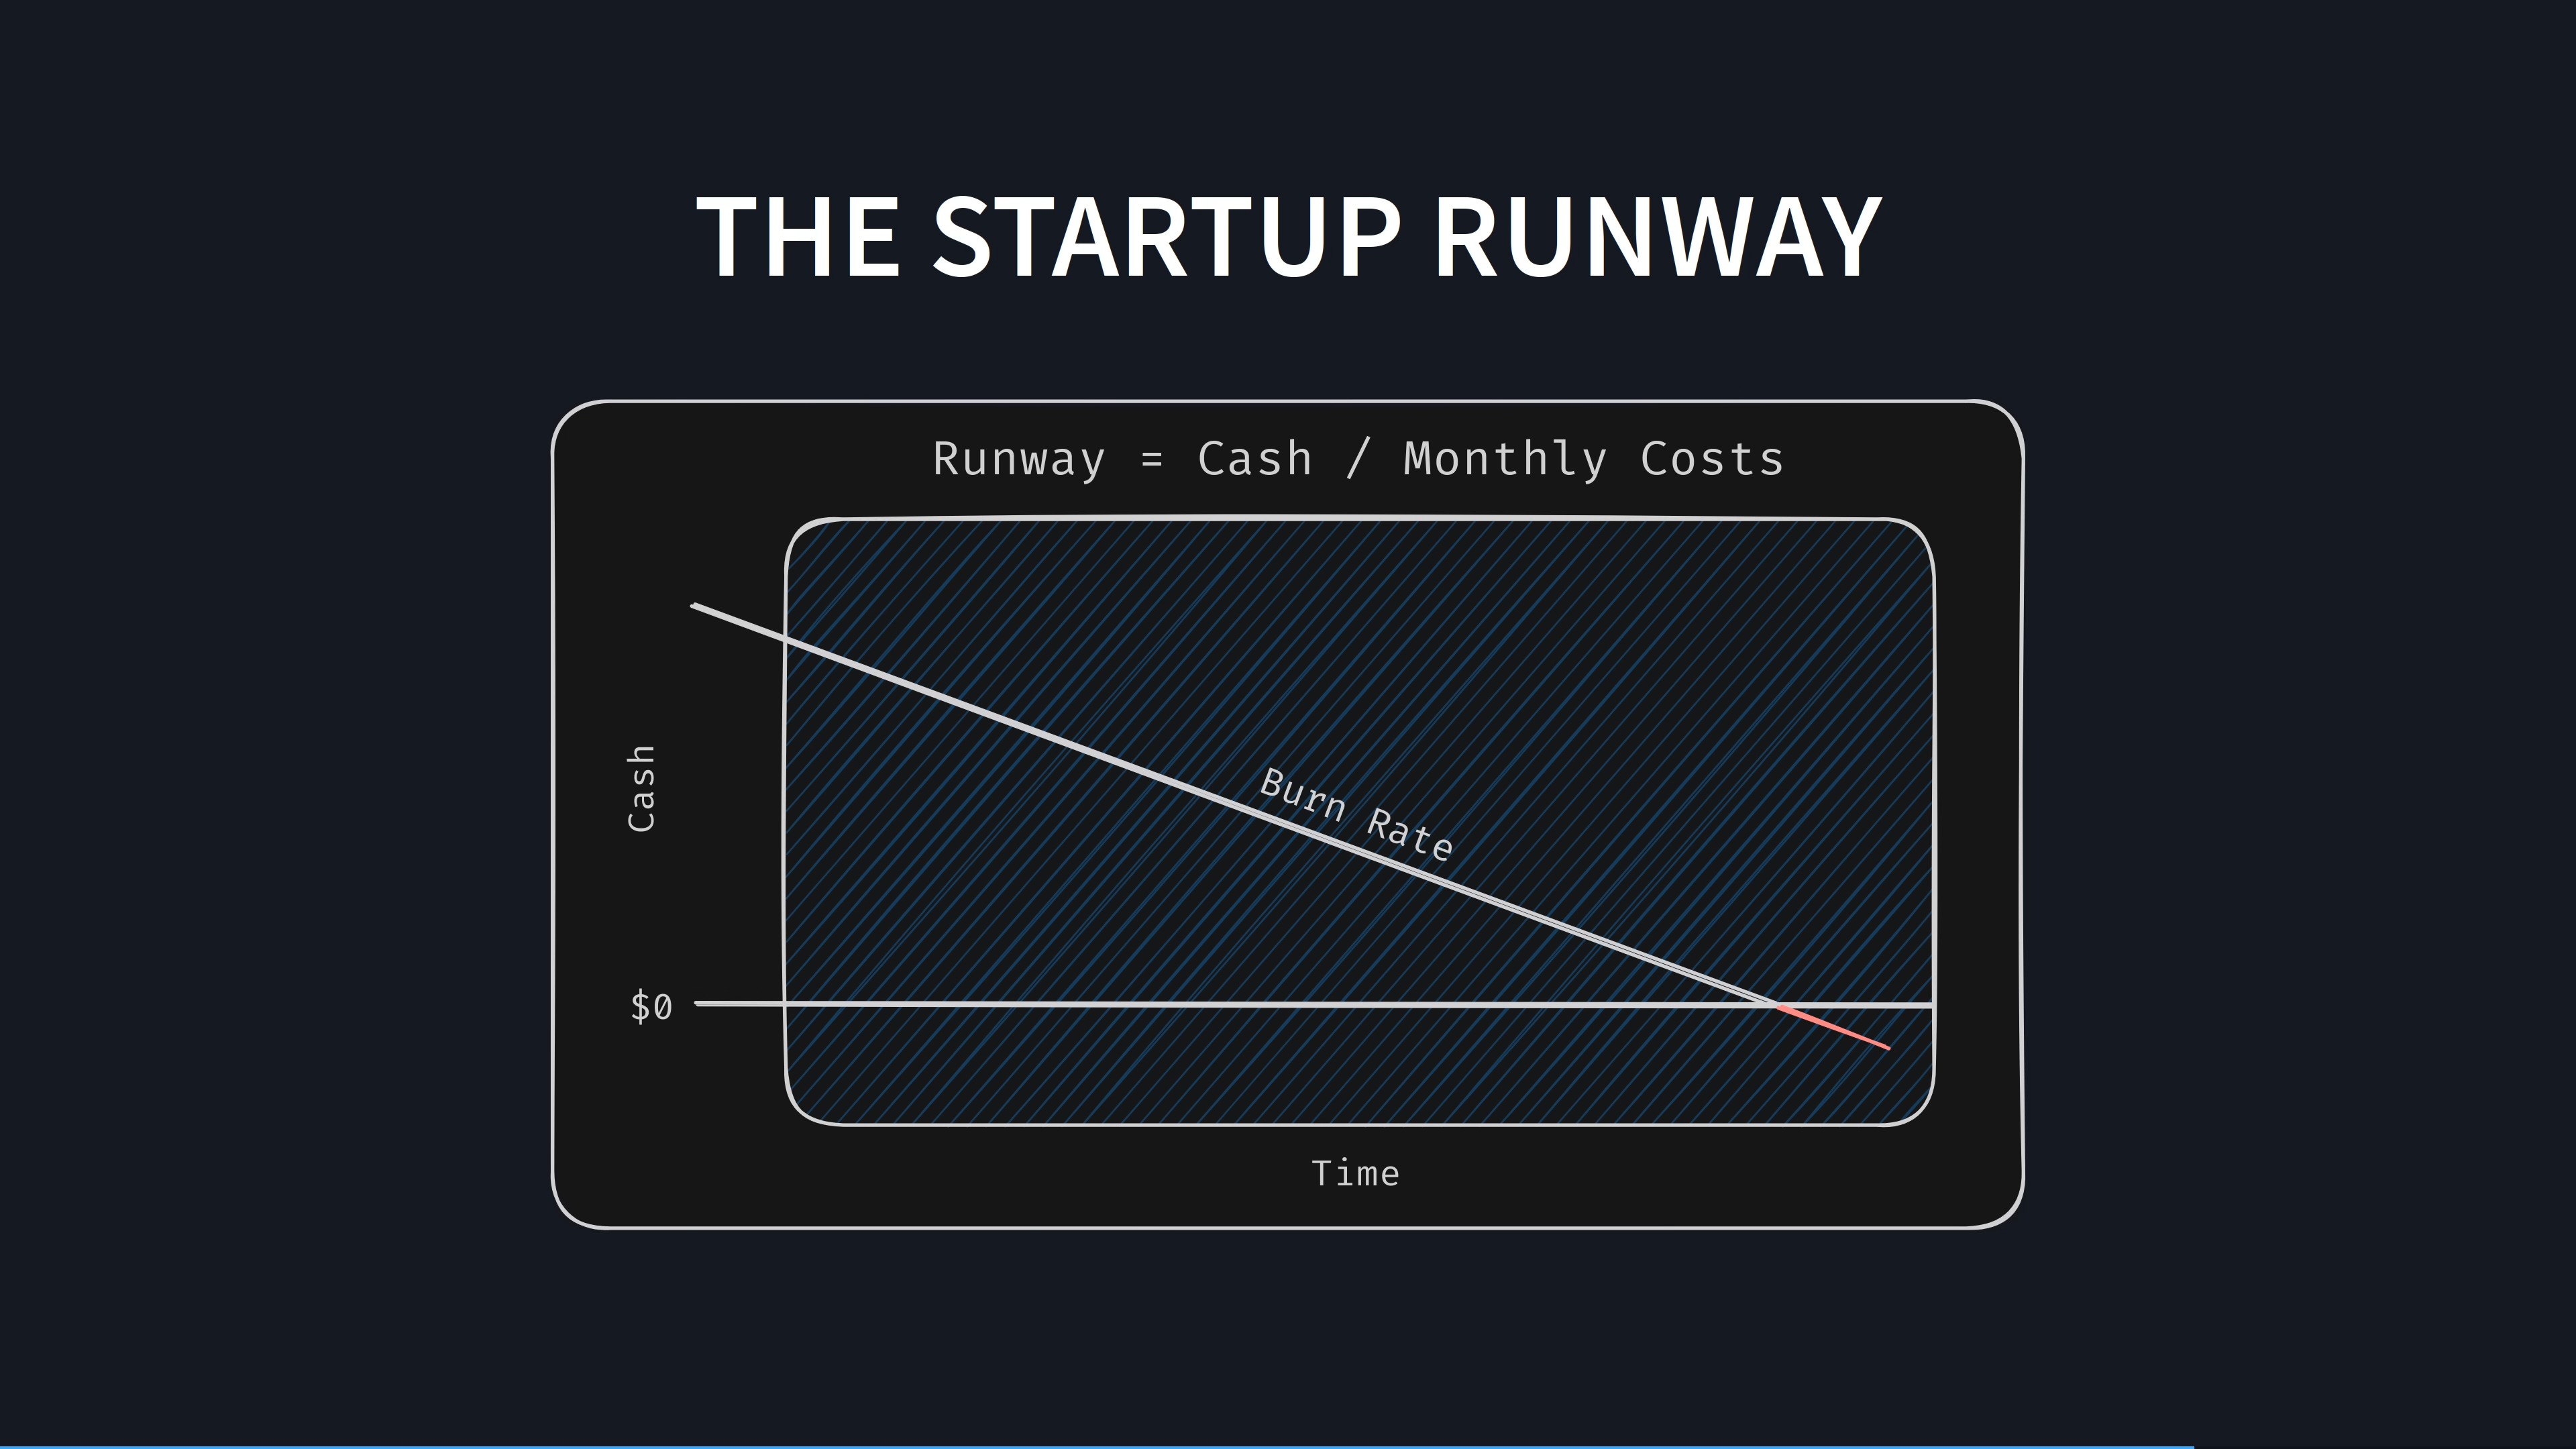 THE STARTUP RUNWAY
Runway = Cash / Monthly Costs
Cash
Burn Rate
$0
Time